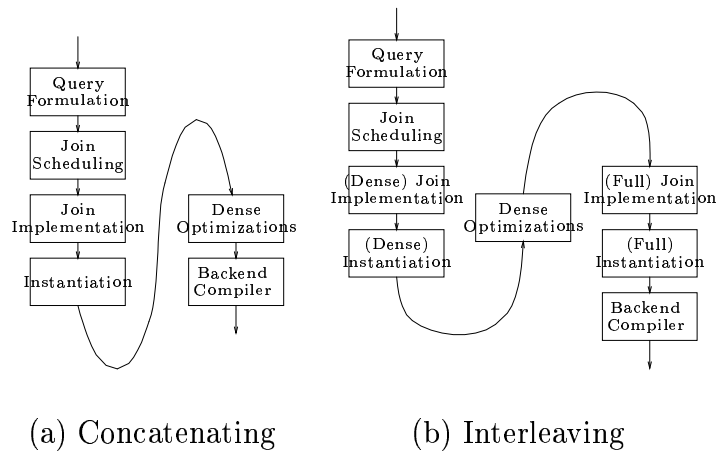 Query
Formulation
Join
Scheduling
Join
Implementation
Instantiation
Dense
Optimizations
Backend
Compiler
(a) Concatenating
Query
Formulation
Join
Scheduling
(Dense) Join
Implementation
(Dense)
Instantiation
Dense
Optimizations
(Full) Join
Implementation
(Full)
Instantiation
Backend
Compiler
(b) Interleaving